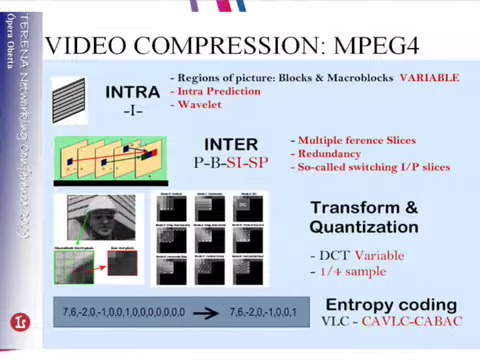 TERENA Networking Conference 2009
Òpera Oberta
VIDEO COMPRESSION: MPEG4
INTRA
-I-
- Regions of picture: Blocks & Macroblocks VARIABLE
- Intra Prediction
- Wavelet
INTER
P-B-SI-SP
- Multiple ference Slices
- Redundancy
- So-called switching I/P slices
Transform &
Quantization
- DCT Variable
- 1/4 sample
7,6,-2,0,-1,0,0,1,0,0,0,0,0,0,0,0
7,6,-2,0,-1,0,0,1
Entropy coding
VLC - CAVLC-CABAC